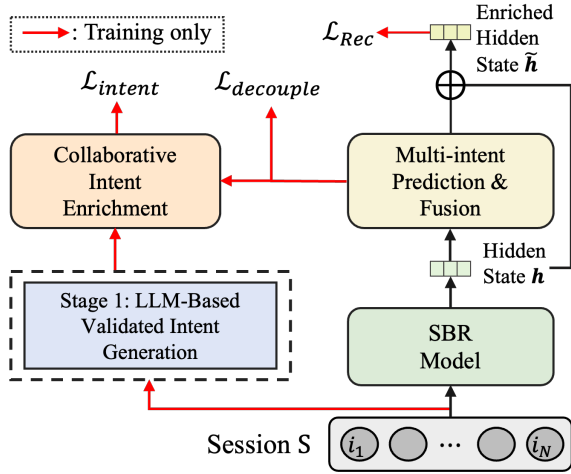 : Training only
Enriched
Hidden
State h̃
ℒ_Rec
ℒ_intent
ℒ_decouple
Collaborative
Intent
Enrichment
Multi-intent
Prediction &
Fusion
Hidden
State h
Stage 1: LLM-Based
Validated Intent
Generation
SBR
Model
Session S
i_1 ... i_N